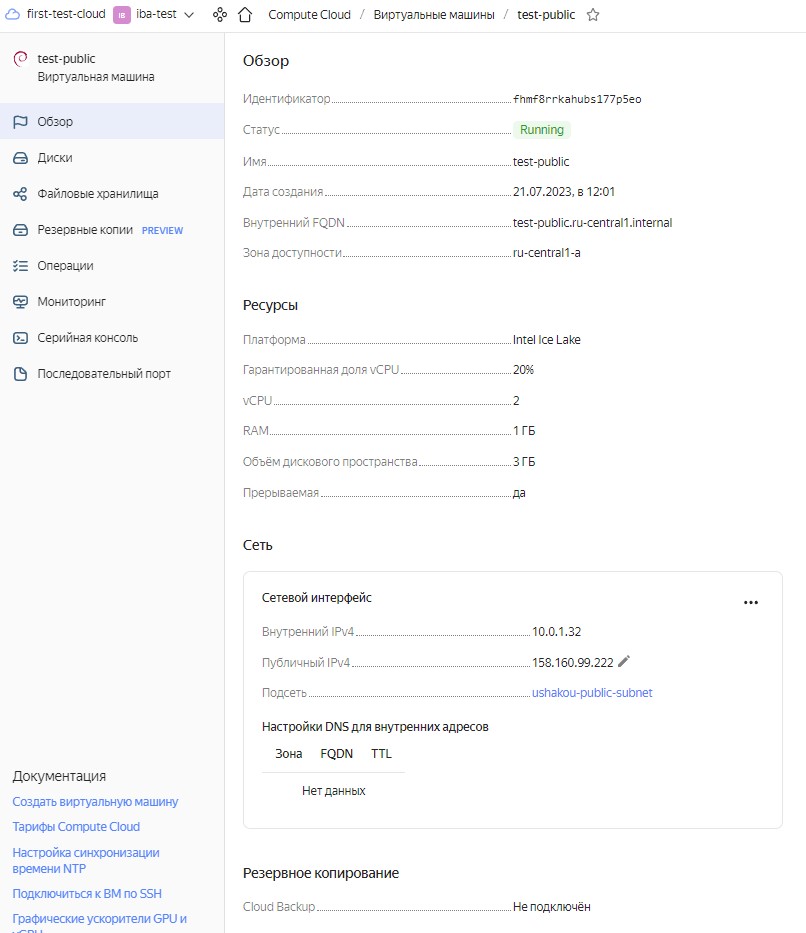 first-test-cloud IB iba-test Compute Cloud / Виртуальные машины / test-public
test-public
Виртуальная машина
Обзор
Диски
Файловые хранилища
Резервные копии PREVIEW
Операции
Мониторинг
Серийная консоль
Последовательный порт
Документация
Создать виртуальную машину
Тарифы Compute Cloud
Настройка синхронизации
времени NTP
Подключиться к ВМ по SSH
Графические ускорители GPU и
vGPU
Обзор
Идентификатор fhmf8rrkahubs177p5eo
Статус Running
Имя test-public
Дата создания 21.07.2023, в 12:01
Внутренний FQDN test-public.ru-central1.internal
Зона доступности ru-central1-a
Ресурсы
Платформа Intel Ice Lake
Гарантированная доля vCPU 20%
vCPU 2
RAM 1 ГБ
Объём дискового пространства 3 ГБ
Прерываемая да
Сеть
Сетевой интерфейс
Внутренний IPv4 10.0.1.32
Публичный IPv4 158.160.99.222
Подсеть ushakou-public-subnet
Настройки DNS для внутренних адресов
Зона FQDN TTL
Нет данных
Резервное копирование
Cloud Backup Не подключён